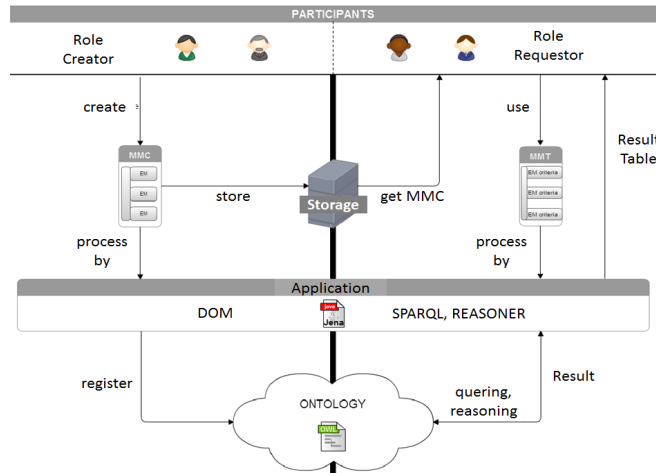 PARTICIPANTS
Role
Creator
Role
Requestor
create
use
Result
Table
MMC
EM
EM
EM
store
Storage
get MMC
MMT
EM criteria
EM criteria
EM criteria
process
by
process
by
Application
DOM
java
Jena
SPARQL, REASONER
register
ONTOLOGY
OWL
quering,
reasoning
Result